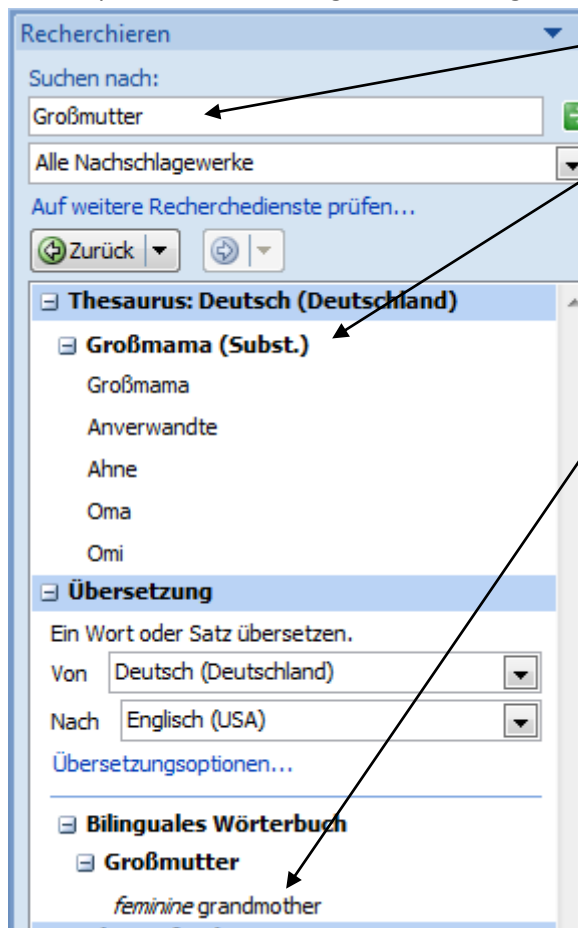 Recherchieren
Suchen nach:
Großmutter
Alle Nachschlagewerke
Auf weitere Recherchedienste prüfen...
Zurück
Thesaurus: Deutsch (Deutschland)
Großmama (Subst.)
Großmama
Anverwandte
Ahne
Oma
Omi
Übersetzung
Ein Wort oder Satz übersetzen.
Von Deutsch (Deutschland)
Nach Englisch (USA)
Übersetzungsoptionen...
Bilinguales Wörterbuch
Großmutter
feminine grandmother